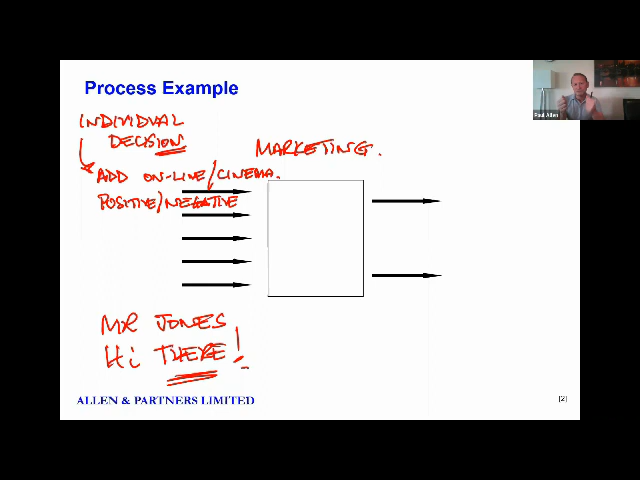 Process Example
Paul Allen
INDIVIDUAL
DECISION
MARKETING.
ADD ON-LINE/CINEMA.
POSITIVE/NEGATIVE
MR JONES
Hi THERE!
ALLEN & PARTNERS LIMITED
[2]